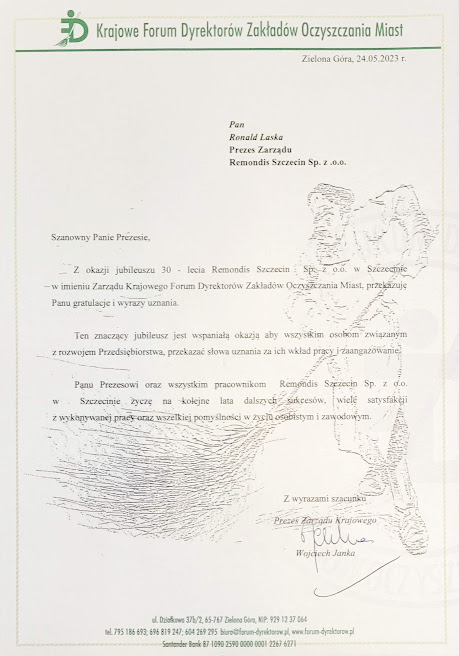 Krajowe Forum Dyrektorów Zakładów Oczyszczania Miast
Zielona Góra, 24.05.2023 r.
Pan
Ronald Laska
Prezes Zarządu
Remondis Szczecin Sp. z .o.o.
Szanowny Panie Prezesie,
Z okazji jubileuszu 30 - lecia Remondis Szczecin Sp. z o.o. w Szczecinie
w imieniu Zarządu Krajowego Forum Dyrektorów Zakładów Oczyszczania Miast, przekazuję
Panu gratulacje i wyrazy uznania.
Ten znaczący jubileusz jest wspaniałą okazją aby wszystkim osobom związanym
z rozwojem Przedsiębiorstwa, przekazać słowa uznania za ich wkład pracy i zaangażowanie.
Panu Prezesowi oraz wszystkim pracownikom Remondis Szczecin Sp. z o.o.
w Szczecinie życzę na kolejne lata dalszych sukcesów, wiele satysfakcji
z wykonywanej pracy oraz wszelkiej pomyślności w życiu osobistym i zawodowym.
Z wyrazami szacunku
Prezes Zarządu Krajowego
Wojciech Janka
ul. Działkowa 37b/2, 65-767 Zielona Góra, NIP: 929 12 37 064
tel. 795 186 693; 696 819 247; 604 269 295 biuro@forum-dyrektorow.pl, www.forum-dyrektorow.pl
Santander Bank 87 1090 2590 0000 0001 2267 6271